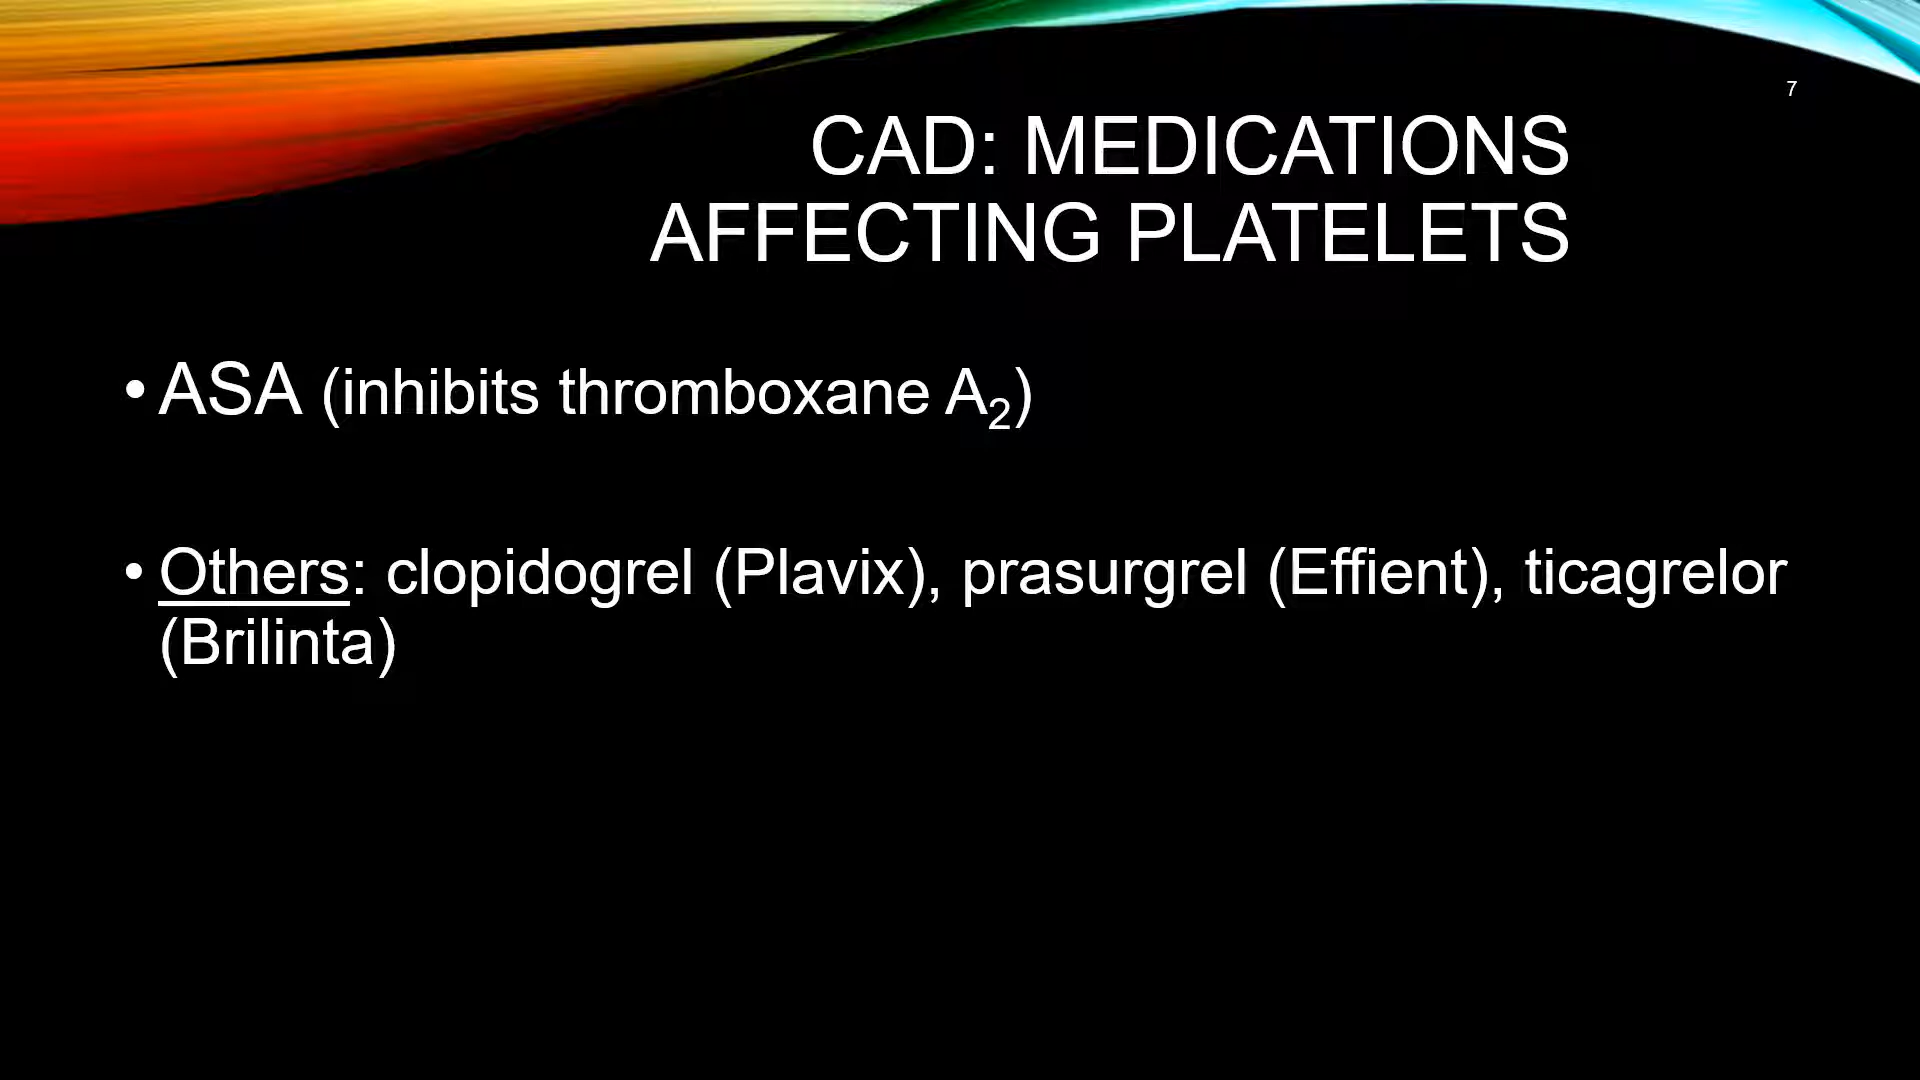 7
CAD: MEDICATIONS
AFFECTING PLATELETS
• ASA (inhibits thromboxane A₂)
• Others: clopidogrel (Plavix), prasurgrel (Effient), ticagrelor
(Brilinta)